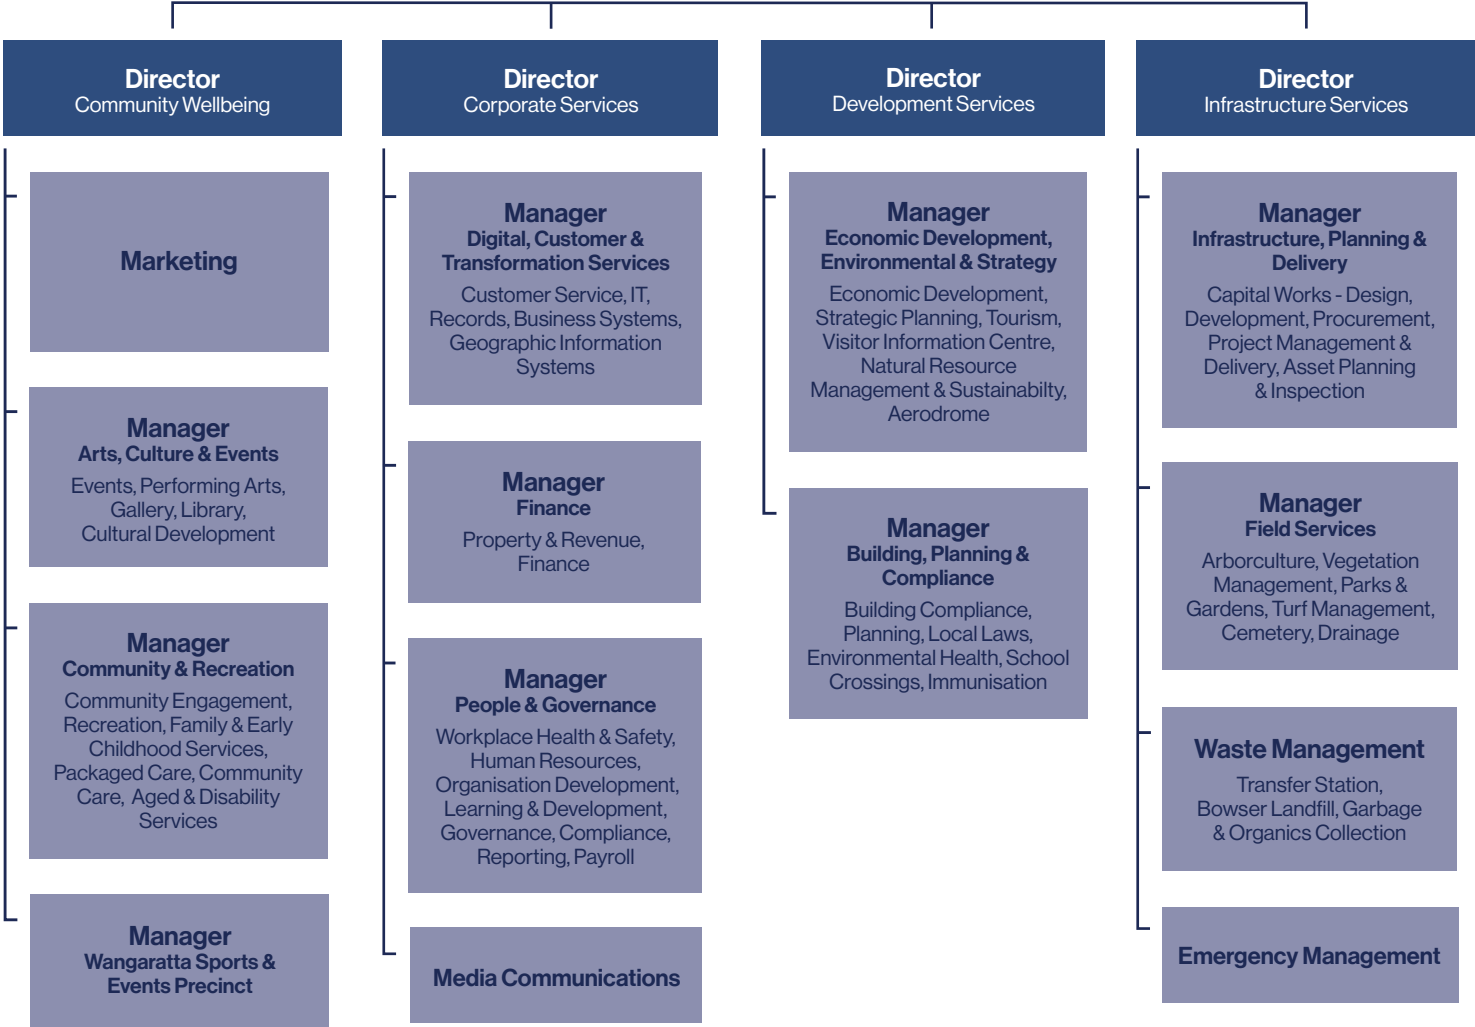 Director
Community Wellbeing
Marketing
Manager
Arts, Culture & Events
Events, Performing Arts,
Gallery, Library,
Cultural Development
Manager
Community & Recreation
Community Engagement,
Recreation, Family & Early
Childhood Services,
Packaged Care, Community
Care, Aged & Disability
Services
Manager
Wangaratta Sports &
Events Precinct
Director
Corporate Services
Manager
Digital, Customer &
Transformation Services
Customer Service, IT,
Records, Business Systems,
Geographic Information
Systems
Manager
Finance
Property & Revenue,
Finance
Manager
People & Governance
Workplace Health & Safety,
Human Resources,
Organisation Development,
Learning & Development,
Governance, Compliance,
Reporting, Payroll
Media Communications
Director
Development Services
Manager
Economic Development,
Environmental & Strategy
Economic Development,
Strategic Planning, Tourism,
Visitor Information Centre,
Natural Resource
Management & Sustainabilty,
Aerodrome
Manager
Building, Planning &
Compliance
Building Compliance,
Planning, Local Laws,
Environmental Health, School
Crossings, Immunisation
Director
Infrastructure Services
Manager
Infrastructure, Planning &
Delivery
Capital Works - Design,
Development, Procurement,
Project Management &
Delivery, Asset Planning
& Inspection
Manager
Field Services
Arborculture, Vegetation
Management, Parks &
Gardens, Turf Management,
Cemetery, Drainage
Waste Management
Transfer Station,
Bowser Landfill, Garbage
& Organics Collection
Emergency Management